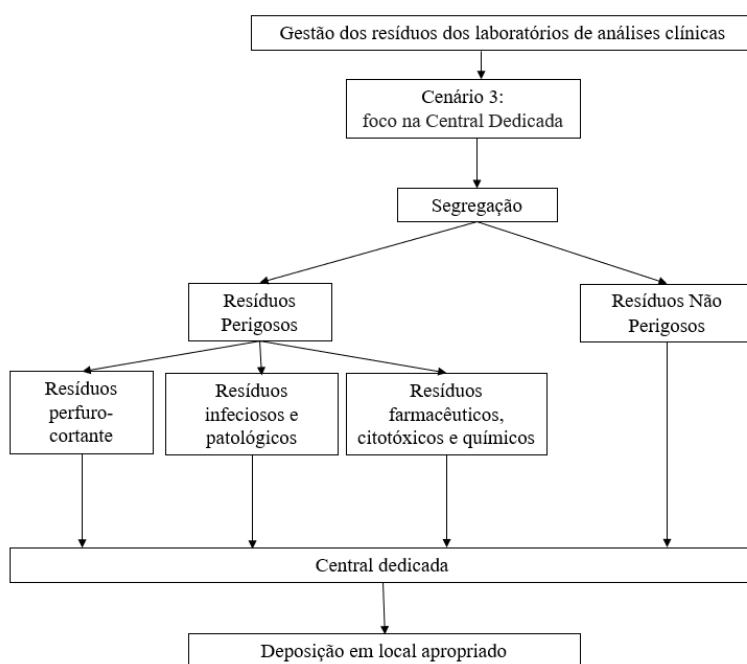 Gestão dos resíduos dos laboratórios de análises clínicas
Cenário 3:
foco na Central Dedicada
Segregação
Resíduos
Perigosos
Resíduos Não
Perigosos
Resíduos
perfuro-
cortante
Resíduos
infeciosos e
patológicos
Resíduos
farmacêuticos,
citotóxicos e químicos
Central dedicada
Deposição em local apropriado